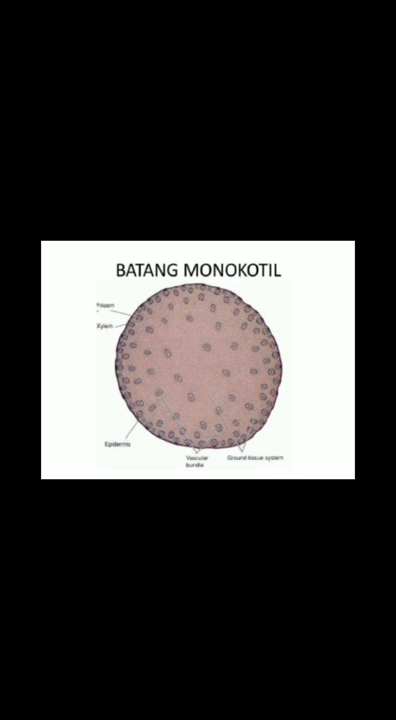 BATANG MONOKOTIL
Phloem
Xylem
Epidermis
Vascular
bundle
Ground tissue system